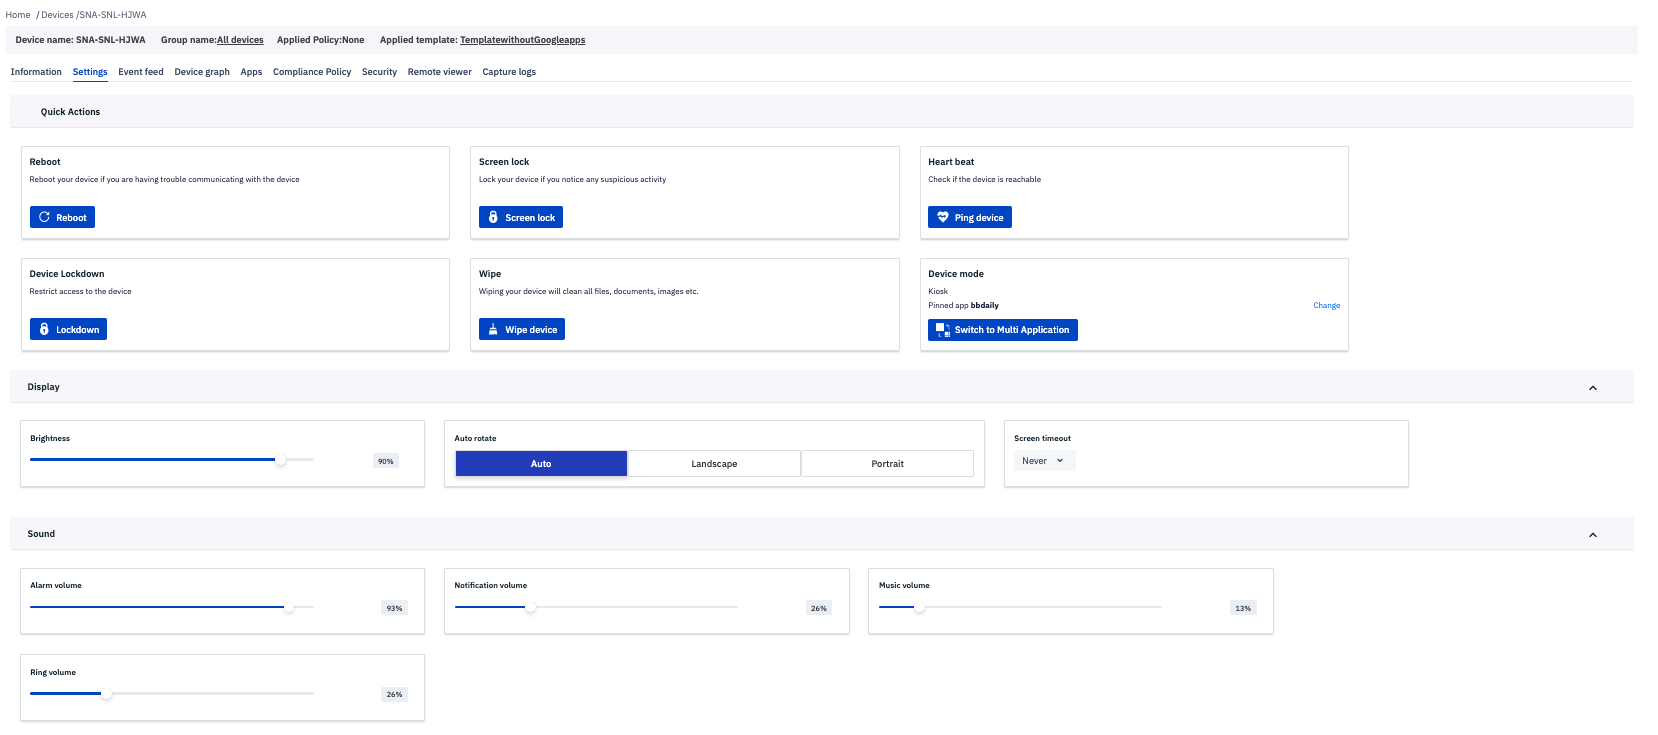 Home / Devices /SNA-SNL-HJWA
Device name: SNA-SNL-HJWA Group name:All devices Applied Policy:None Applied template: TemplatewithoutGoogleapps
Information Settings Event feed Device graph Apps Compliance Policy Security Remote viewer Capture logs
Quick Actions
Reboot
Reboot your device if you are having trouble communicating with the device
Reboot
Screen lock
Lock your device if you notice any suspicious activity
Screen lock
Heart beat
Check if the device is reachable
Ping device
Device Lockdown
Restrict access to the device
Lockdown
Wipe
Wiping your device will clean all files, documents, images etc.
Wipe device
Device mode
Kiosk
Pinned app bbdaily Change
Switch to Multi Application
Display
Brightness
90%
Auto rotate
Auto Landscape Portrait
Screen timeout
Never
Sound
Alarm volume
93%
Notification volume
26%
Music volume
13%
Ring volume
26%